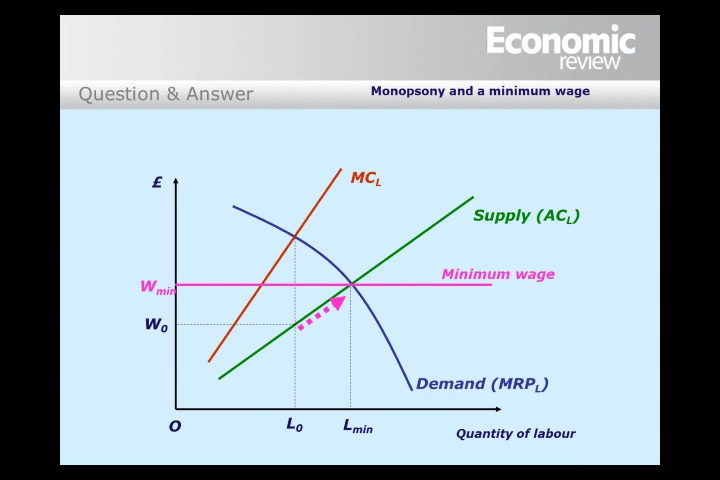 Economic
review
Question & Answer
Monopsony and a minimum wage
£
MCL
Supply (ACL)
Minimum wage
Wmin
W0
Demand (MRPL)
O
L0
Lmin
Quantity of labour